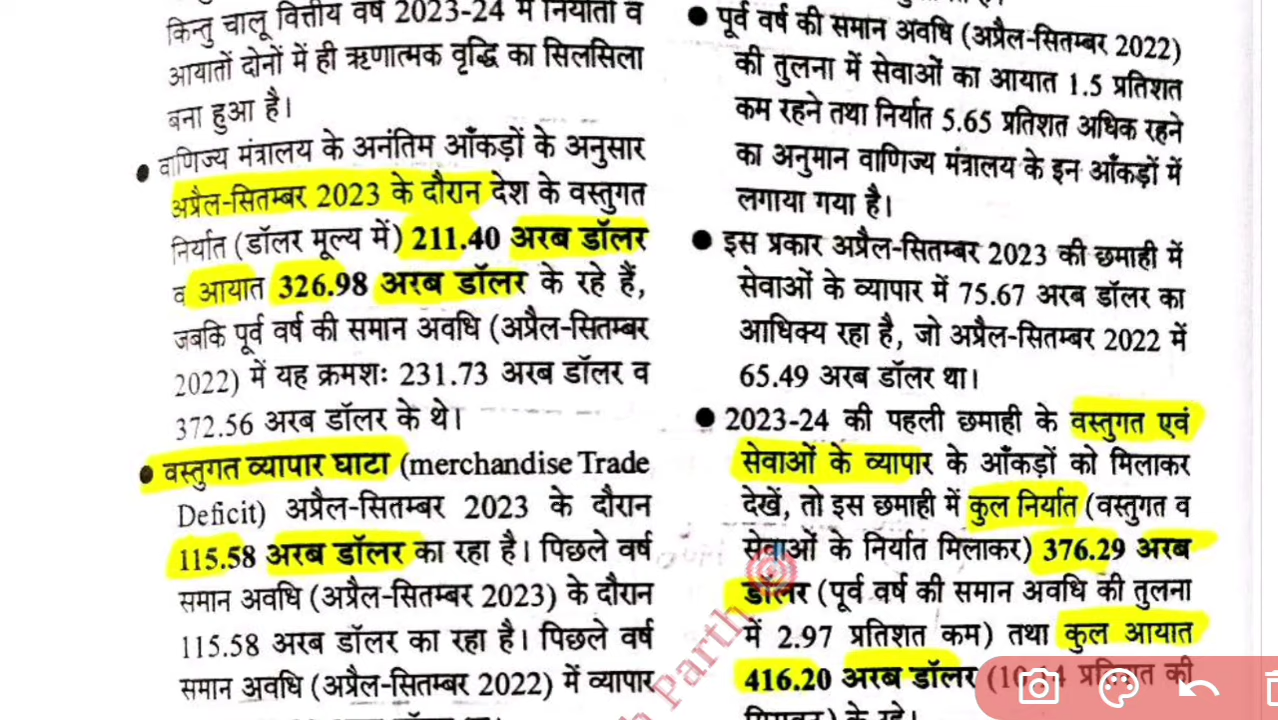 किन्तु चालू वित्तीय वर्ष 2023-24 में निर्यातों व
आयातों दोनों में ही ऋणात्मक वृद्धि का सिलसिला
बना हुआ है।
● वाणिज्य मंत्रालय के अनंतिम आँकड़ों के अनुसार
अप्रैल-सितम्बर 2023 के दौरान देश के वस्तुगत
निर्यात (डॉलर मूल्य में) 211.40 अरब डॉलर
व आयात 326.98 अरब डॉलर के रहे हैं,
जबकि पूर्व वर्ष की समान अवधि (अप्रैल-सितम्बर
2022) में यह क्रमशः 231.73 अरब डॉलर व
372.56 अरब डॉलर के थे।
● वस्तुगत व्यापार घाटा (merchandise Trade
Deficit) अप्रैल-सितम्बर 2023 के दौरान
115.58 अरब डॉलर का रहा है। पिछले वर्ष
समान अवधि (अप्रैल-सितम्बर 2023) के दौरान
115.58 अरब डॉलर का रहा है। पिछले वर्ष
समान अवधि (अप्रैल-सितम्बर 2022) में व्यापार
● पूर्व वर्ष की समान अवधि (अप्रैल-सितम्बर 2022)
की तुलना में सेवाओं का आयात 1.5 प्रतिशत
कम रहने तथा निर्यात 5.65 प्रतिशत अधिक रहने
का अनुमान वाणिज्य मंत्रालय के इन आँकड़ों में
लगाया गया है।
● इस प्रकार अप्रैल-सितम्बर 2023 की छमाही में
सेवाओं के व्यापार में 75.67 अरब डॉलर का
आधिक्य रहा है, जो अप्रैल-सितम्बर 2022 में
65.49 अरब डॉलर था।
● 2023-24 की पहली छमाही के वस्तुगत एवं
सेवाओं के व्यापार के आँकड़ों को मिलाकर
देखें, तो इस छमाही में कुल निर्यात (वस्तुगत व
सेवाओं के निर्यात मिलाकर) 376.29 अरब
डॉलर (पूर्व वर्ष की समान अवधि की तुलना
में 2.97 प्रतिशत कम) तथा कुल आयात
416.20 अरब डॉलर प्रतिशत की
के रहे।
Parth